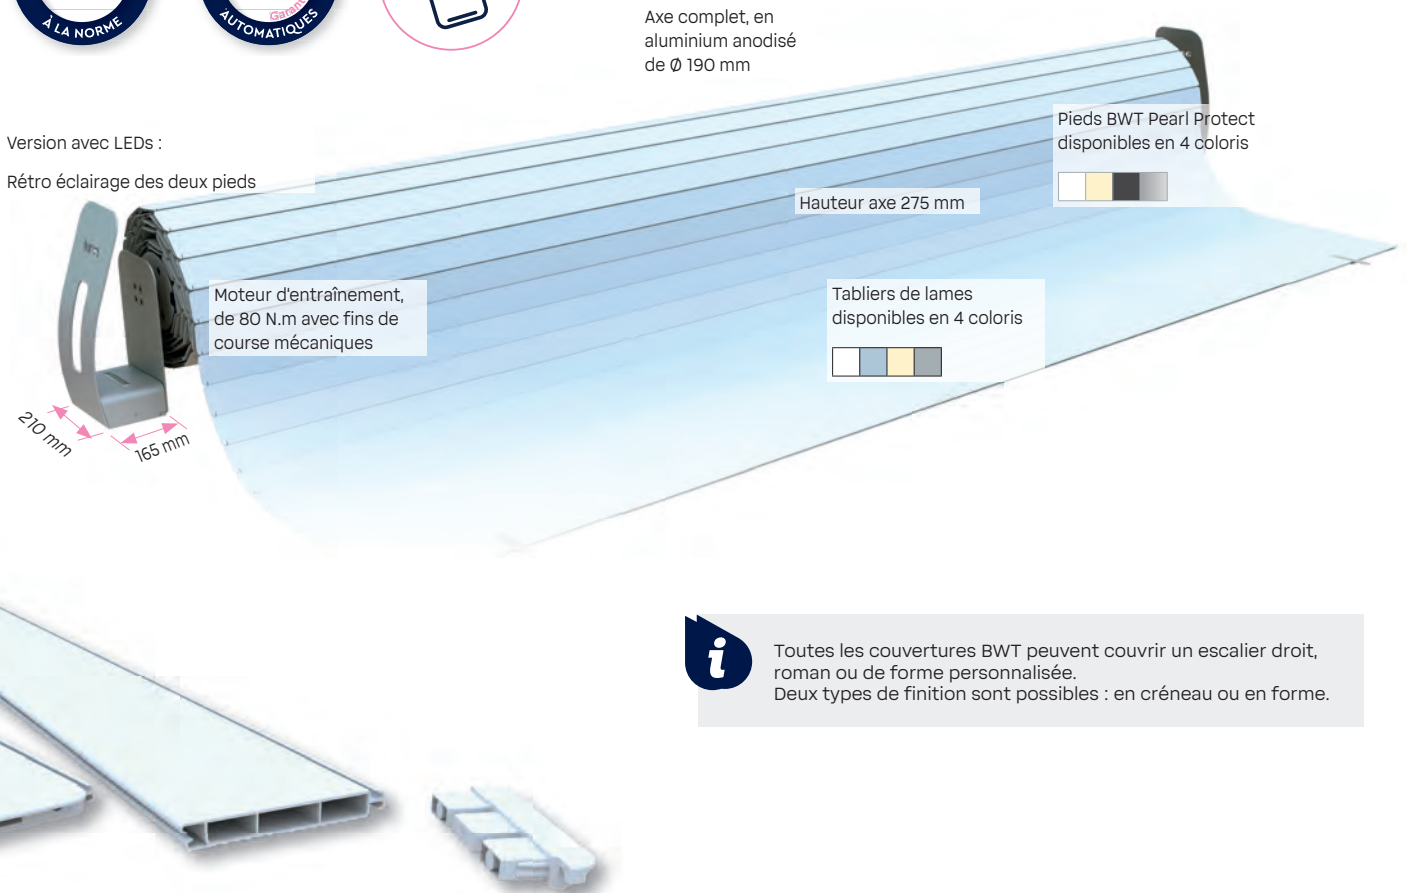 À LA NORME
Garant
AUTOMATIQUES
Axe complet, en
aluminium anodisé
de Ø 190 mm
Version avec LEDs :
Rétro éclairage des deux pieds
Pieds BWT Pearl Protect
disponibles en 4 coloris
Hauteur axe 275 mm
Moteur d'entraînement,
de 80 N.m avec fins de
course mécaniques
Tabliers de lames
disponibles en 4 coloris
210 mm
165 mm
Toutes les couvertures BWT peuvent couvrir un escalier droit,
roman ou de forme personnalisée.
Deux types de finition sont possibles : en créneau ou en forme.